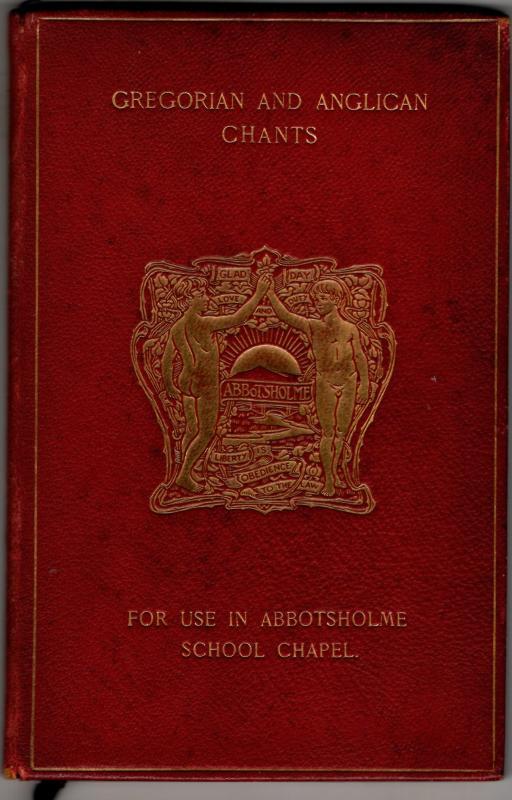 GREGORIAN AND ANGLICAN
CHANTS
GLAD DAY
LOVE AND DUTY
ABBOTSHOLME
LIBERTY IS
OBEDIENCE
TO THE LAW
FOR USE IN ABBOTSHOLME
SCHOOL CHAPEL.